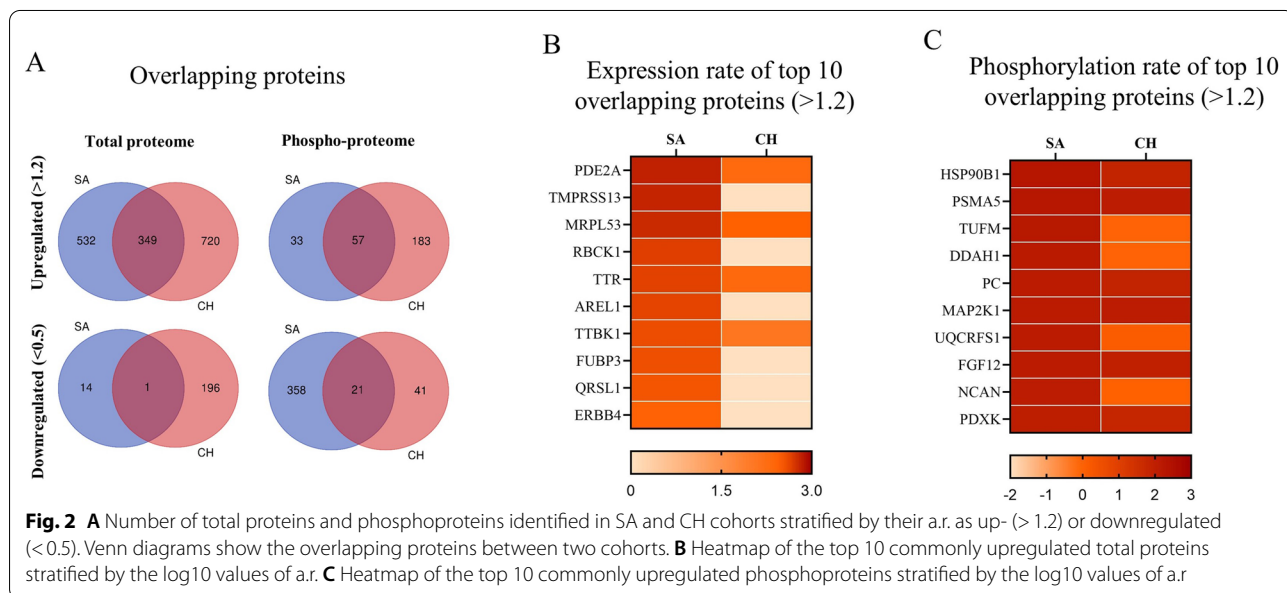 A
Overlapping proteins
Total proteome
Phospho-proteome
Upregulated (>1.2)
SA
532
349
720
CH
SA
33
57
183
CH
Downregulated (<0.5)
SA
14
1
196
CH
SA
358
21
41
CH
B
Expression rate of top 10
overlapping proteins (>1.2)
SA
CH
PDE2A
TMPRSS13
MRPL53
RBCK1
TTR
AREL1
TTBK1
FUBP3
QRSL1
ERBB4
0
1.5
3.0
C
Phosphorylation rate of top 10
overlapping proteins (>1.2)
SA
CH
HSP90B1
PSMA5
TUFM
DDAH1
PC
MAP2K1
UQCRFS1
FGF12
NCAN
PDXK
-2
-1
0
1
2
3
Fig. 2 A Number of total proteins and phosphoproteins identified in SA and CH cohorts stratified by their a.r. as up- (> 1.2) or downregulated
(< 0.5). Venn diagrams show the overlapping proteins between two cohorts. B Heatmap of the top 10 commonly upregulated total proteins
stratified by the log10 values of a.r. C Heatmap of the top 10 commonly upregulated phosphoproteins stratified by the log10 values of a.r